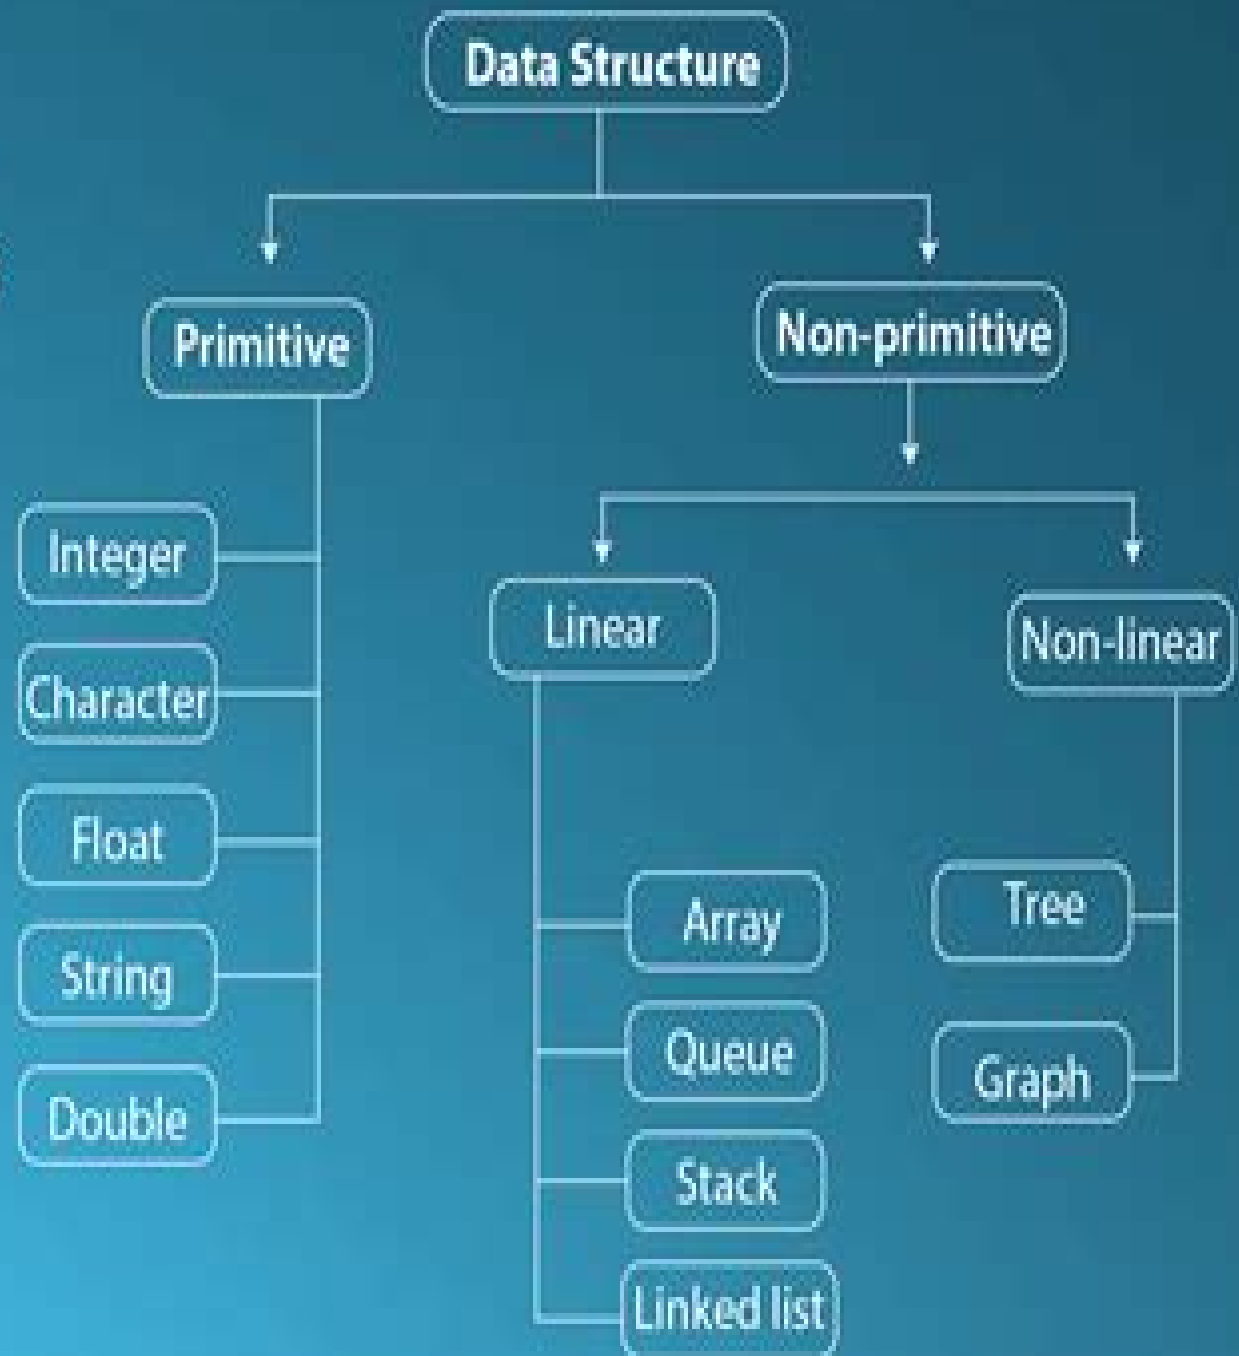 Data Structure
Primitive
Non-primitive
Integer
Character
Float
String
Double
Linear
Non-linear
Array
Queue
Stack
Linked list
Tree
Graph